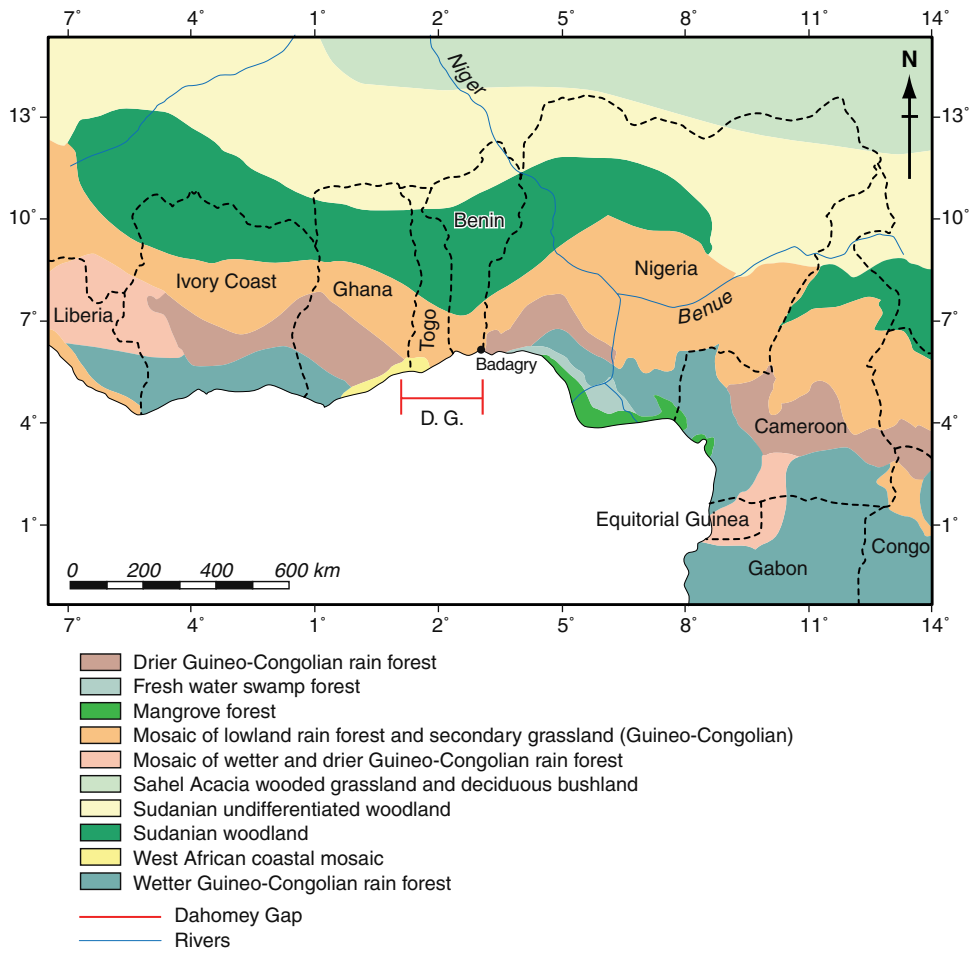 7° 4° 1° 2° 5° 8° 11° 14°
N
Niger
13° 13°
10° 10°
Benin
Nigeria
Ivory Coast
Ghana
Benue
Liberia
7° 7°
Togo
Badagry
4° 4°
D. G.
Cameroon
1° 1°
Equitorial Guinea
Congo
Gabon
0 200 400 600 km
7° 4° 1° 2° 5° 8° 11° 14°
Drier Guineo-Congolian rain forest
Fresh water swamp forest
Mangrove forest
Mosaic of lowland rain forest and secondary grassland (Guineo-Congolian)
Mosaic of wetter and drier Guineo-Congolian rain forest
Sahel Acacia wooded grassland and deciduous bushland
Sudanian undifferentiated woodland
Sudanian woodland
West African coastal mosaic
Wetter Guineo-Congolian rain forest
Dahomey Gap
Rivers